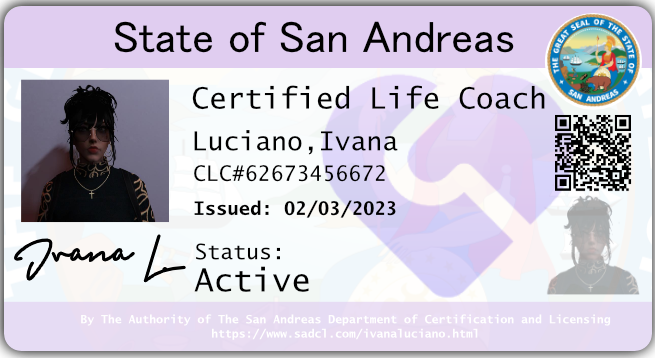 State of San Andreas
THE GREAT SEAL OF THE STATE OF SAN ANDREAS
Certified Life Coach
Luciano,Ivana
CLC#62673456672
Issued: 02/03/2023
Ivana L.
Status:
Active
By The Authority of The San Andreas Department of Certification and Licensing
https://www.sadcl.com/ivanaluciano.html